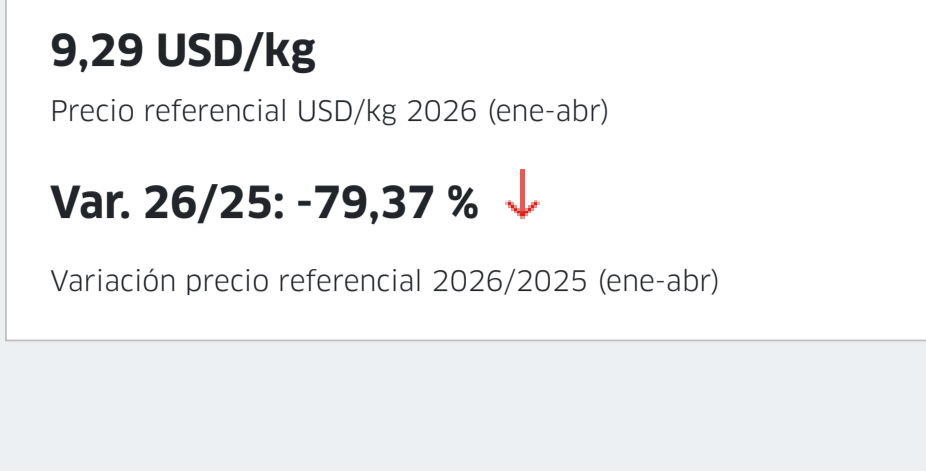 9,29 USD/kg
Precio referencial USD/kg 2026 (ene-abr)
Var. 26/25: -79,37 %
Variación precio referencial 2026/2025 (ene-abr)